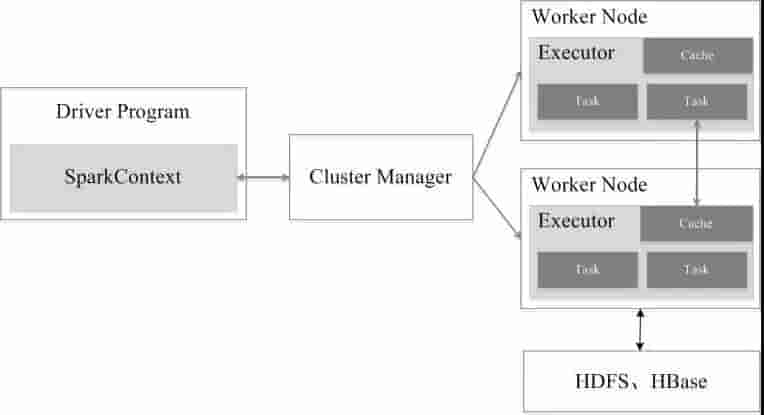 Driver Program
SparkContext
Cluster Manager
Worker Node
Executor
Cache
Task
Task
Worker Node
Executor
Cache
Task
Task
HDFS、HBase